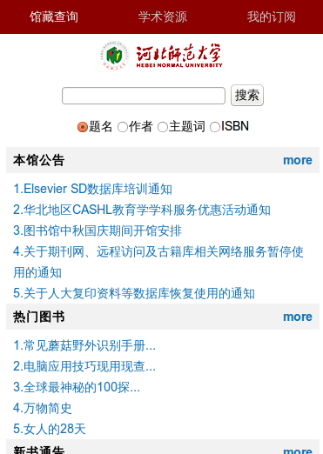 馆藏查询 学术资源 我的订阅
河北师范大学
HEBEI NORMAL UNIVERSITY
搜索
题名 作者 主题词 ISBN
本馆公告 more
1.Elsevier SD数据库培训通知
2.华北地区CASHL教育学学科服务优惠活动通知
3.图书馆中秋国庆期间开馆安排
4.关于期刊网、远程访问及古籍库相关网络服务暂停使
用的通知
5.关于人大复印资料等数据库恢复使用的通知
热门图书 more
1.常见蘑菇野外识别手册...
2.电脑应用技巧现用现查...
3.全球最神秘的100探...
4.万物简史
5.女人的28天
新书通告 more